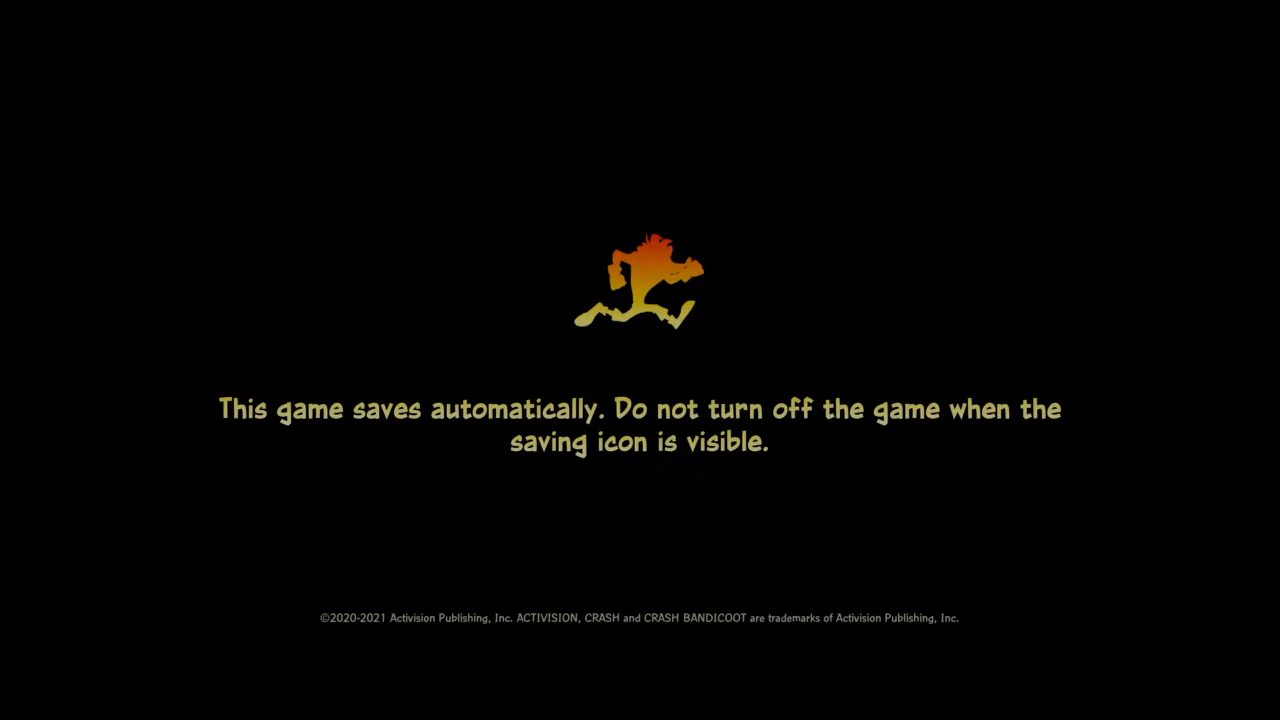 This game saves automatically. Do not turn off the game when the
saving icon is visible.
©2020-2021 Activision Publishing, Inc. ACTIVISION, CRASH and CRASH BANDICOOT are trademarks of Activision Publishing, Inc.